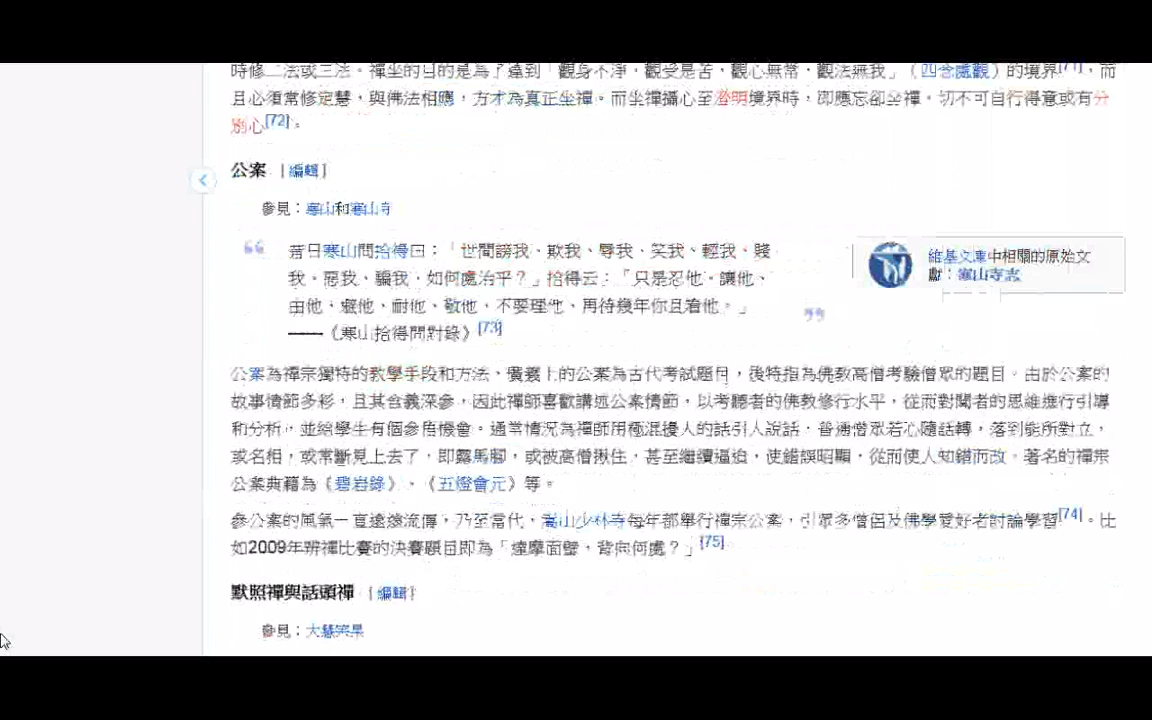 時修二法或三法。禪坐的目的是為了達到「觀身不淨，觀受是苦，觀心無常，觀法無我」（四念處觀）的境界[71]，而
且必須常修定慧，與佛法相應，方才為真正坐禪。而坐禪攝心至澄明境界時，即應忘卻坐禪。切不可自行得意或有分
別心[72]。
公案 [編輯]
參見：寒山和寒山寺
昔日寒山問拾得曰：「世間謗我、欺我、辱我、笑我、輕我、賤
我、惡我、騙我，如何處治乎？」拾得云：「只是忍他、讓他、
由他、避他、耐他、敬他、不要理他、再待幾年你且看他。」
——《寒山拾得問對錄》[73]
維基文庫中相關的原始文
獻：寒山寺志
公案為禪宗獨特的教學手段和方法、廣義上的公案為古代考試題目，後特指為佛教高僧考驗僧眾的題目。由於公案的
故事情節多彩，且其含義深參，因此禪師喜歡講述公案情節，以考聽者的佛教修行水平，從而對聞者的思維進行引導
和分析，並給學生有個參悟機會。通常情況為禪師用極混擾人的話引人說話，普通僧眾若心隨話轉，落到能所對立，
或名相，或常斷見上去了，即露馬腳，或被高僧揪住，甚至繼續逼迫，使錯誤昭顯，從而使人知錯而改。著名的禪宗
公案典籍為《碧岩錄》、《五燈會元》等。
參公案的風氣一直遠遠流傳，乃至當代，嵩山少林寺每年都舉行禪宗公案，引眾多僧侶及佛學愛好者討論學習[74]。比
如2009年辨禪比賽的決賽題目即為「達摩面壁，背向何處？」[75]
默照禪與話頭禪 [編輯]
參見：大慧宗杲